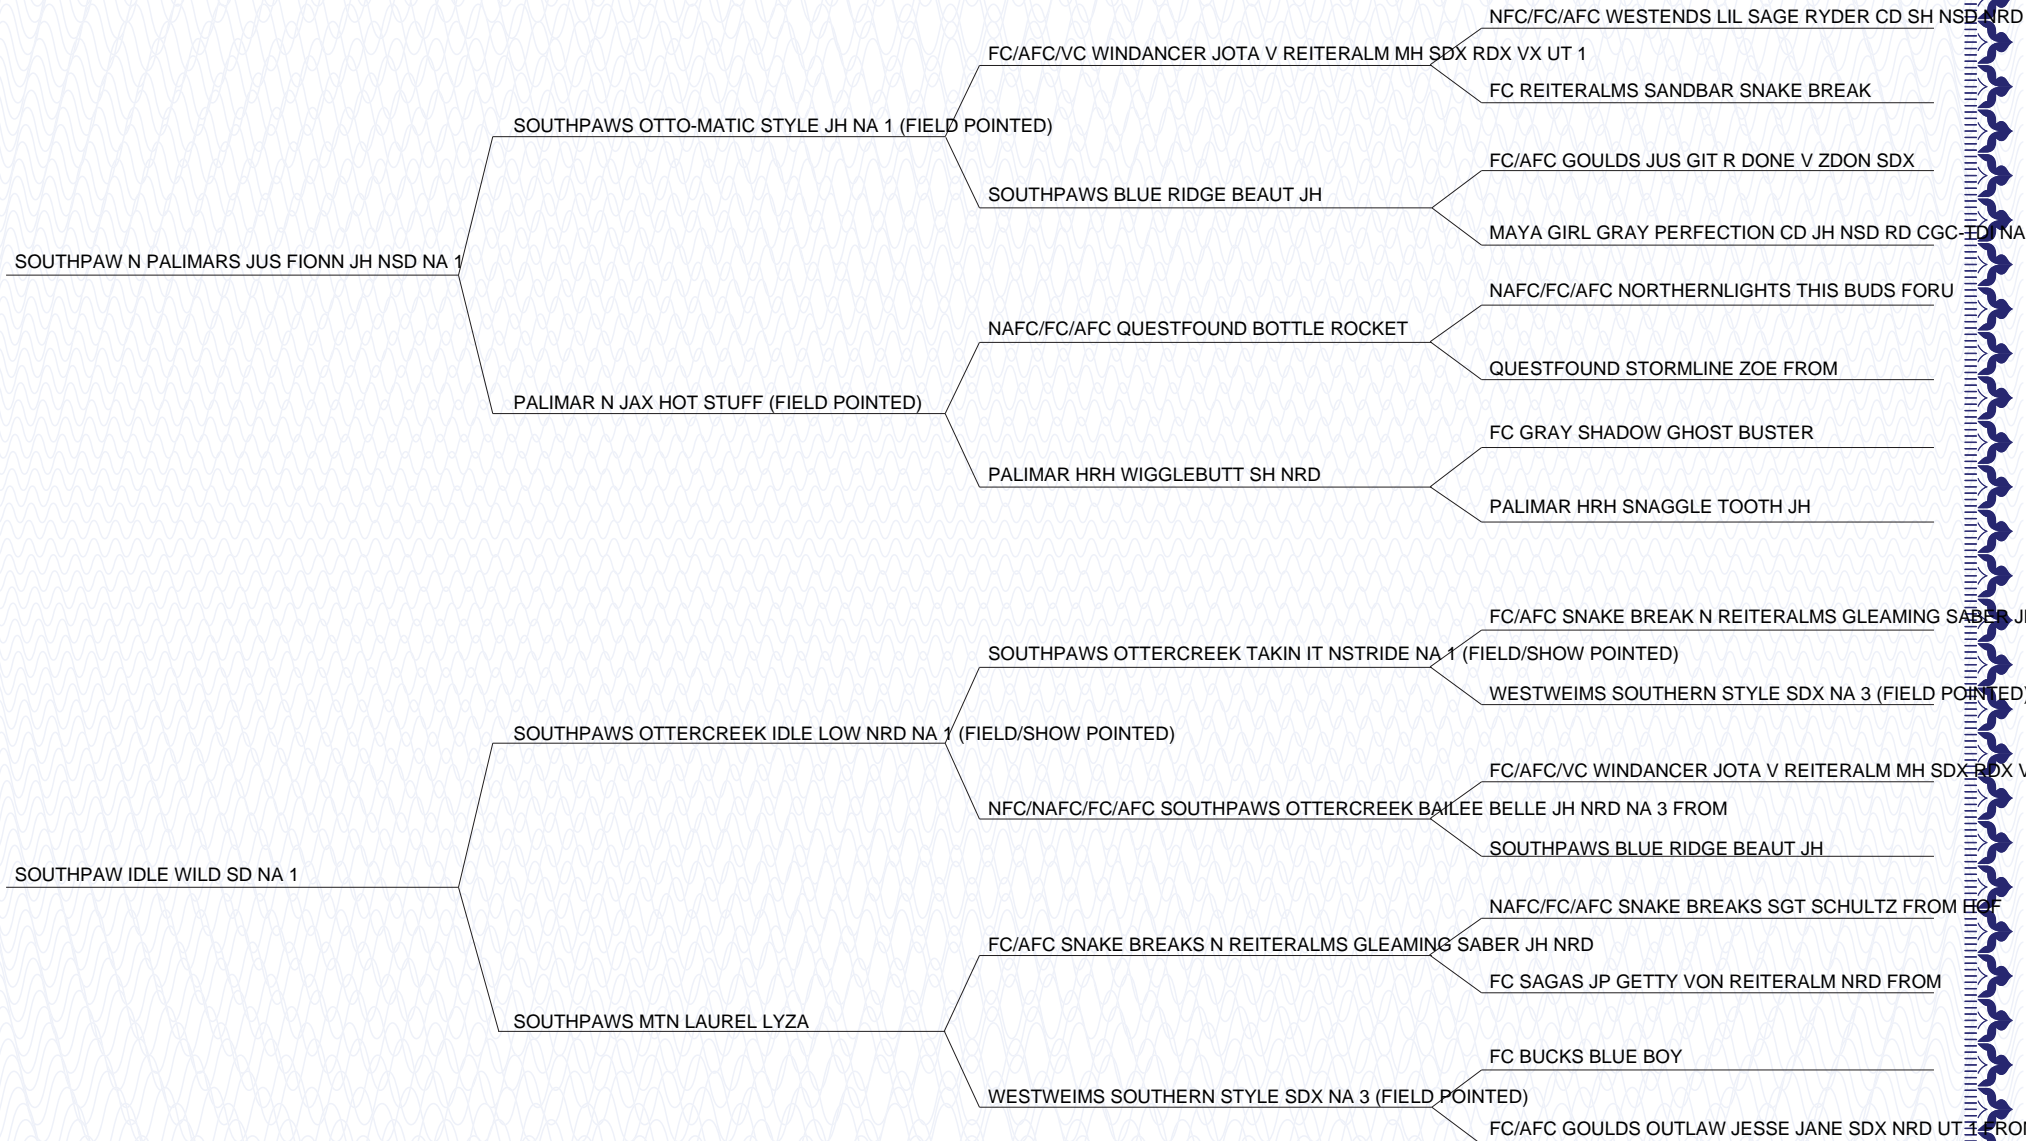 NFC/FC/AFC WESTENDS LIL SAGE RYDER CD SH NSD NRD
FC/AFC/VC WINDANCER JOTA V REITERALM MH SDX RDX VX UT 1
FC REITERALMS SANDBAR SNAKE BREAK
SOUTHPAWS OTTO-MATIC STYLE JH NA 1 (FIELD POINTED)
FC/AFC GOULDS JUS GIT R DONE V ZDON SDX
SOUTHPAWS BLUE RIDGE BEAUT JH
MAYA GIRL GRAY PERFECTION CD JH NSD RD CGC-TDI NA
SOUTHPAW N PALIMARS JUS FIONN JH NSD NA 1
NAFC/FC/AFC NORTHERNLIGHTS THIS BUDS FORU
NAFC/FC/AFC QUESTFOUND BOTTLE ROCKET
QUESTFOUND STORMLINE ZOE FROM
PALIMAR N JAX HOT STUFF (FIELD POINTED)
FC GRAY SHADOW GHOST BUSTER
PALIMAR HRH WIGGLEBUTT SH NRD
PALIMAR HRH SNAGGLE TOOTH JH
FC/AFC SNAKE BREAK N REITERALMS GLEAMING SABER
SOUTHPAWS OTTERCREEK TAKIN IT NSTRIDE NA 1 (FIELD/SHOW POINTED)
WESTWEIMS SOUTHERN STYLE SDX NA 3 (FIELD POINTED)
SOUTHPAWS OTTERCREEK IDLE LOW NRD NA 1 (FIELD/SHOW POINTED)
FC/AFC/VC WINDANCER JOTA V REITERALM MH SDX RDX
NFC/NAFC/FC/AFC SOUTHPAWS OTTERCREEK BAILEE BELLE JH NRD NA 3 FROM
SOUTHPAWS BLUE RIDGE BEAUT JH
SOUTHPAW IDLE WILD SD NA 1
NAFC/FC/AFC SNAKE BREAKS SGT SCHULTZ FROM HOF
FC/AFC SNAKE BREAKS N REITERALMS GLEAMING SABER JH NRD
FC SAGAS JP GETTY VON REITERALM NRD FROM
SOUTHPAWS MTN LAUREL LYZA
FC BUCKS BLUE BOY
WESTWEIMS SOUTHERN STYLE SDX NA 3 (FIELD POINTED)
FC/AFC GOULDS OUTLAW JESSE JANE SDX NRD UT 1